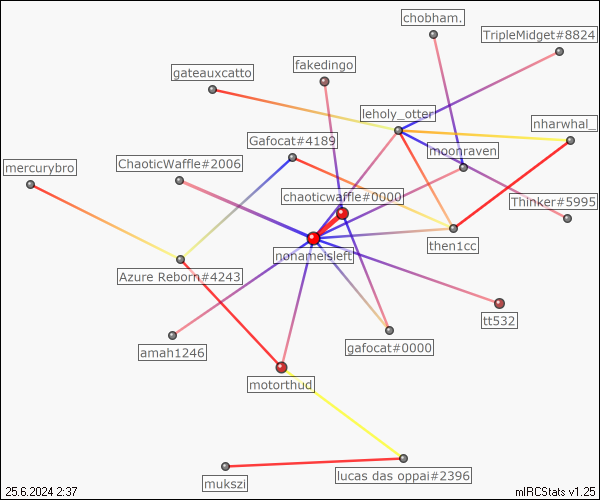 chobham.
TripleMidget#8824
fakedingo
gateauxcatto
leholy_otter
nharwhal_
Gafocat#4189
moonraven
ChaoticWaffle#2006
mercurybro
chaoticwaffle#0000
Thinker#5995
then1cc
nonameisleft
Azure Reborn#4243
tt532
gafocat#0000
amah1246
motorthud
lucas das oppai#2396
mukszi
25.6.2024 2:37
mIRCStats v1.25